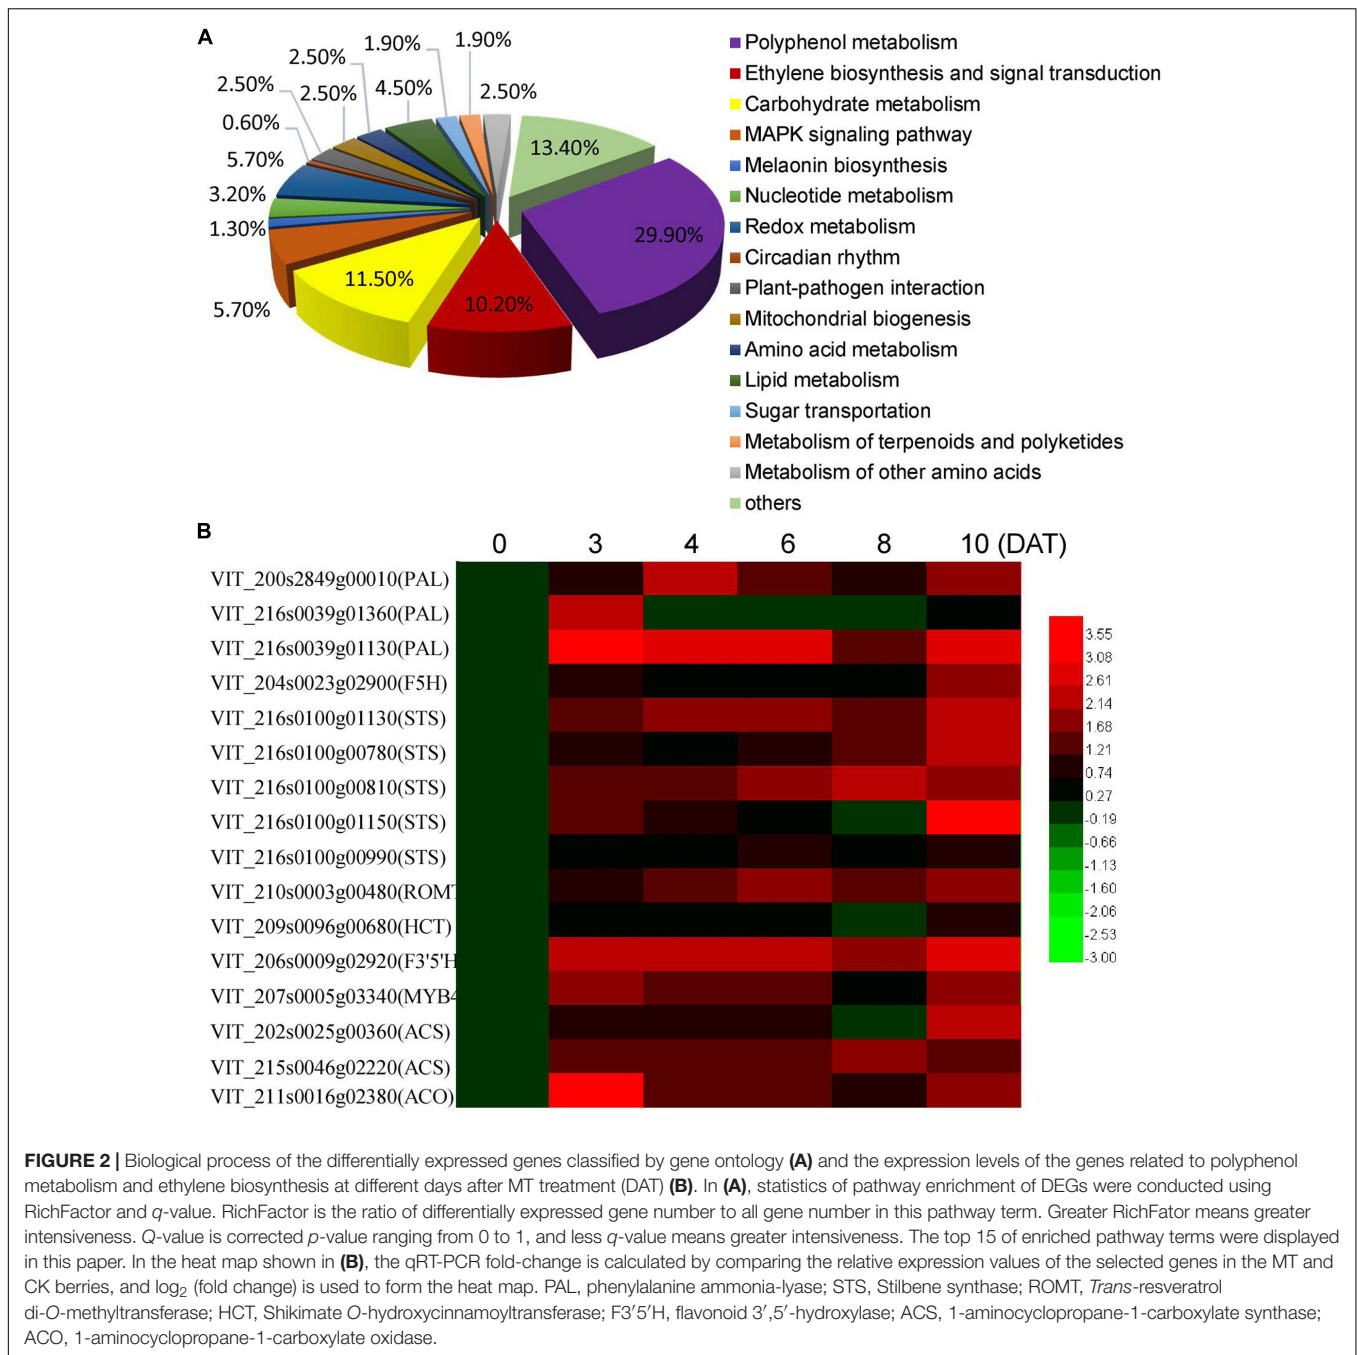 A
1.90%
1.90%
2.50%
2.50%
2.50%
4.50%
2.50%
0.60%
13.40%
5.70%
3.20%
1.30%
29.90%
11.50%
10.20%
5.70%
Polyphenol metabolism
Ethylene biosynthesis and signal transduction
Carbohydrate metabolism
MAPK signaling pathway
Melaonin biosynthesis
Nucleotide metabolism
Redox metabolism
Circadian rhythm
Plant-pathogen interaction
Mitochondrial biogenesis
Amino acid metabolism
Lipid metabolism
Sugar transportation
Metabolism of terpenoids and polyketides
Metabolism of other amino acids
others
B
0 3 4 6 8 10 (DAT)
VIT_200s2849g00010(PAL)
VIT_216s0039g01360(PAL)
VIT_216s0039g01130(PAL)
VIT_204s0023g02900(F5H)
VIT_216s0100g01130(STS)
VIT_216s0100g00780(STS)
VIT_216s0100g00810(STS)
VIT_216s0100g01150(STS)
VIT_216s0100g00990(STS)
VIT_210s0003g00480(ROMT
VIT_209s0096g00680(HCT)
VIT_206s0009g02920(F3'5'H
VIT_207s0005g03340(MYB4
VIT_202s0025g00360(ACS)
VIT_215s0046g02220(ACS)
VIT_211s0016g02380(ACO)
3.55
3.08
2.61
2.14
1.68
1.21
0.74
0.27
-0.19
-0.66
-1.13
-1.60
-2.06
-2.53
-3.00
FIGURE 2 | Biological process of the differentially expressed genes classified by gene ontology (A) and the expression levels of the genes related to polyphenol
metabolism and ethylene biosynthesis at different days after MT treatment (DAT) (B). In (A), statistics of pathway enrichment of DEGs were conducted using
RichFactor and q-value. RichFactor is the ratio of differentially expressed gene number to all gene number in this pathway term. Greater RichFator means greater
intensiveness. Q-value is corrected p-value ranging from 0 to 1, and less q-value means greater intensiveness. The top 15 of enriched pathway terms were displayed
in this paper. In the heat map shown in (B), the qRT-PCR fold-change is calculated by comparing the relative expression values of the selected genes in the MT and
CK berries, and log₂ (fold change) is used to form the heat map. PAL, phenylalanine ammonia-lyase; STS, Stilbene synthase; ROMT, Trans-resveratrol
di-O-methyltransferase; HCT, Shikimate O-hydroxycinnamoyltransferase; F3′5′H, flavonoid 3′,5′-hydroxylase; ACS, 1-aminocyclopropane-1-carboxylate synthase;
ACO, 1-aminocyclopropane-1-carboxylate oxidase.